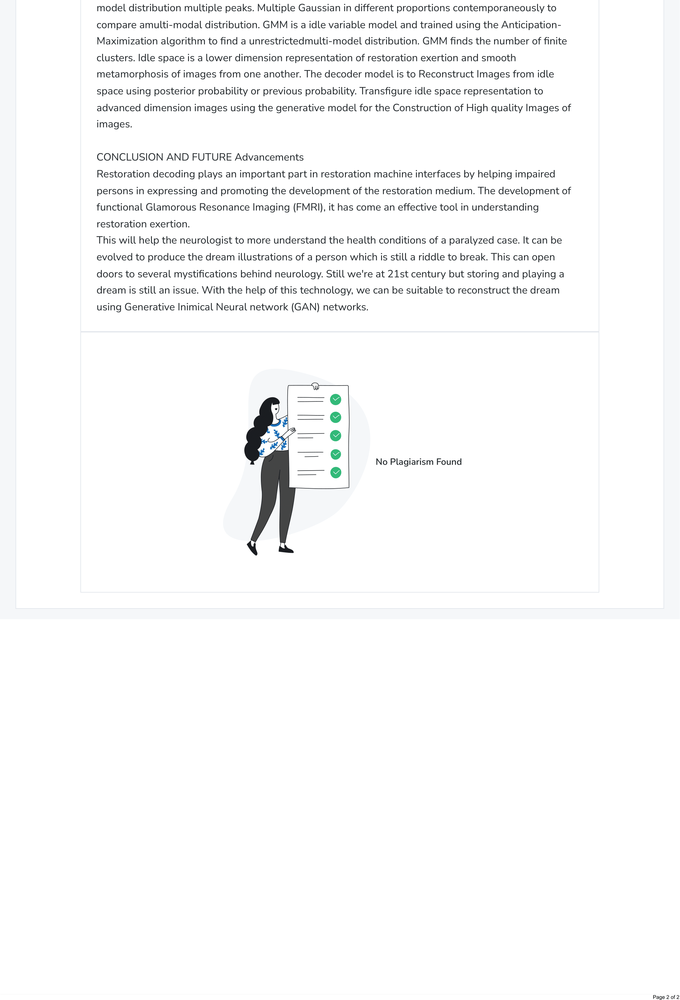 model distribution multiple peaks. Multiple Gaussian in different proportions contemporaneously to
compare amulti-modal distribution. GMM is a idle variable model and trained using the Anticipation-
Maximization algorithm to find a unrestrictedmulti-model distribution. GMM finds the number of finite
clusters. Idle space is a lower dimension representation of restoration exertion and smooth
metamorphosis of images from one another. The decoder model is to Reconstruct Images from idle
space using posterior probability or previous probability. Transfigure idle space representation to
advanced dimension images using the generative model for the Construction of High quality Images of
images.
CONCLUSION AND FUTURE Advancements
Restoration decoding plays an important part in restoration machine interfaces by helping impaired
persons in expressing and promoting the development of the restoration medium. The development of
functional Glamorous Resonance Imaging (FMRI), it has come an effective tool in understanding
restoration exertion.
This will help the neurologist to more understand the health conditions of a paralyzed case. It can be
evolved to produce the dream illustrations of a person which is still a riddle to break. This can open
doors to several mystifications behind neurology. Still we're at 21st century but storing and playing a
dream is still an issue. With the help of this technology, we can be suitable to reconstruct the dream
using Generative Inimical Neural network (GAN) networks.
No Plagiarism Found
Page 2 of 2